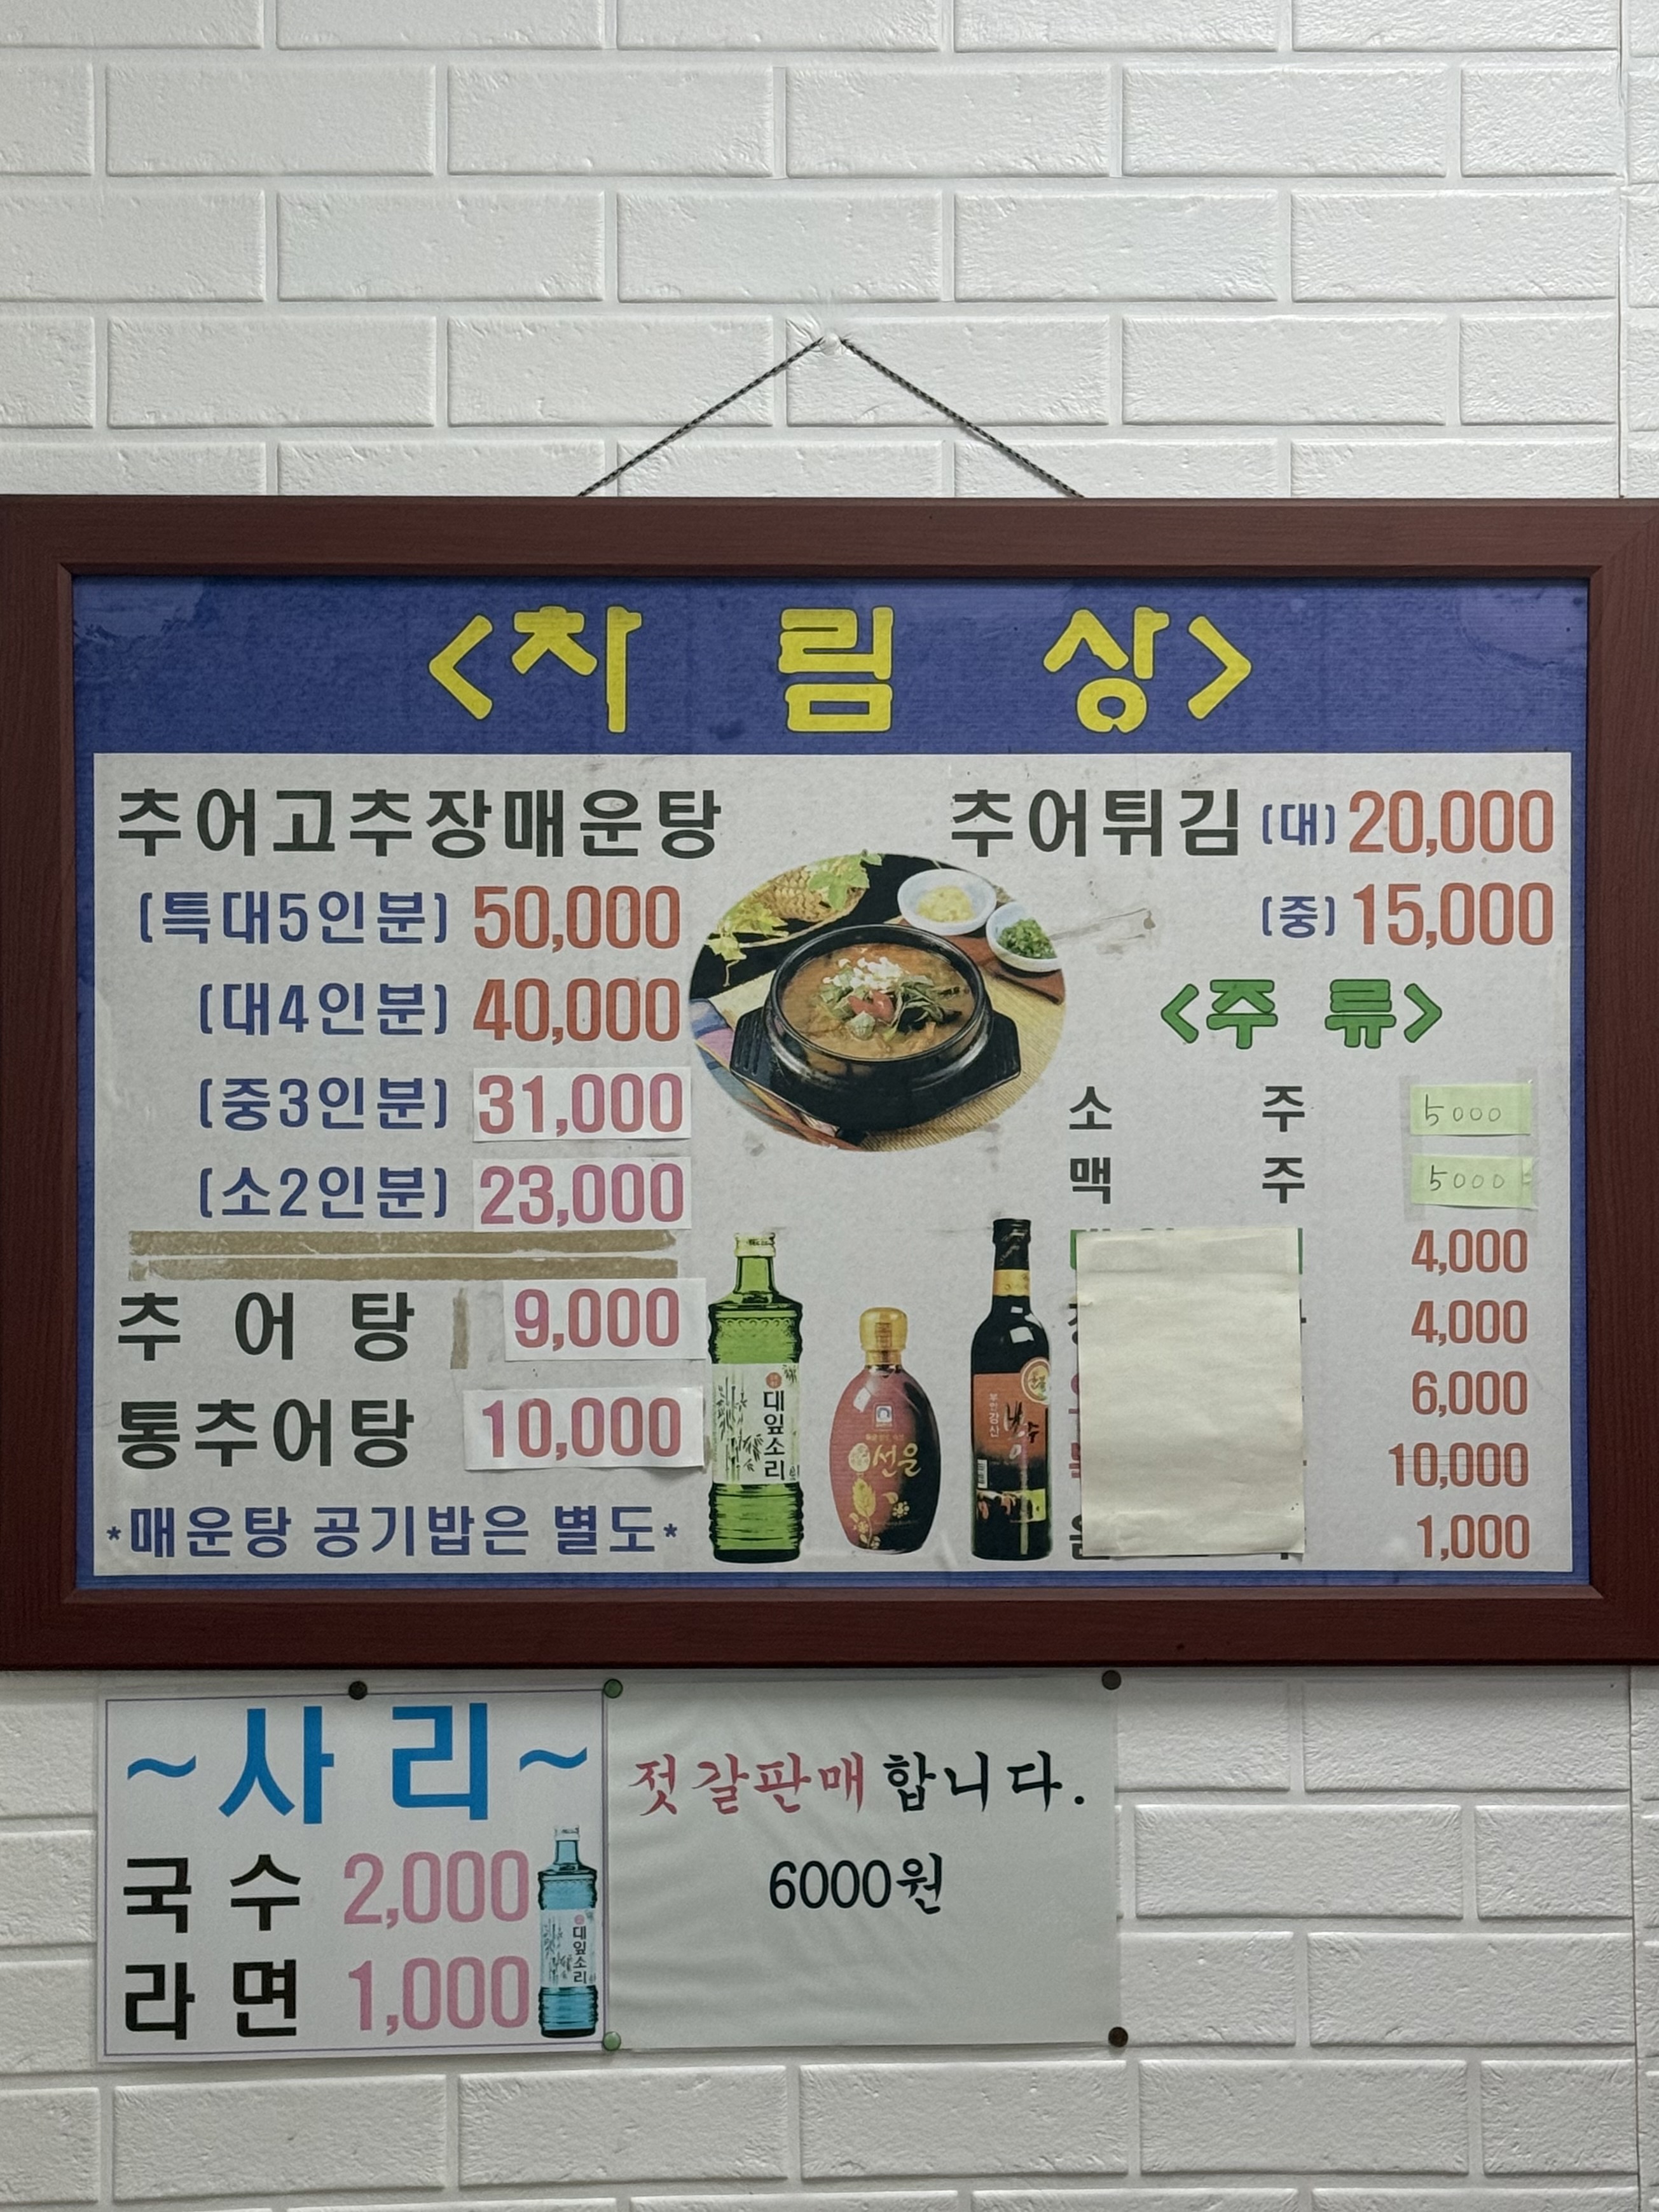 <차 림 상>
추어고추장매운탕
(특대5인분) 50,000
(대4인분) 40,000
(중3인분) 31,000
(소2인분) 23,000
추 어 탕 9,000
통추어탕 10,000
*매운탕 공기밥은 별도*
추어튀김 (대) 20,000
(중) 15,000
<주 류>
소 주 5000
맥 주 5000
4,000
4,000
6,000
10,000
1,000
대잎소리
선운
~사 리~
국 수 2,000
라 면 1,000
대잎소리
젓갈판매 합니다.
6000원